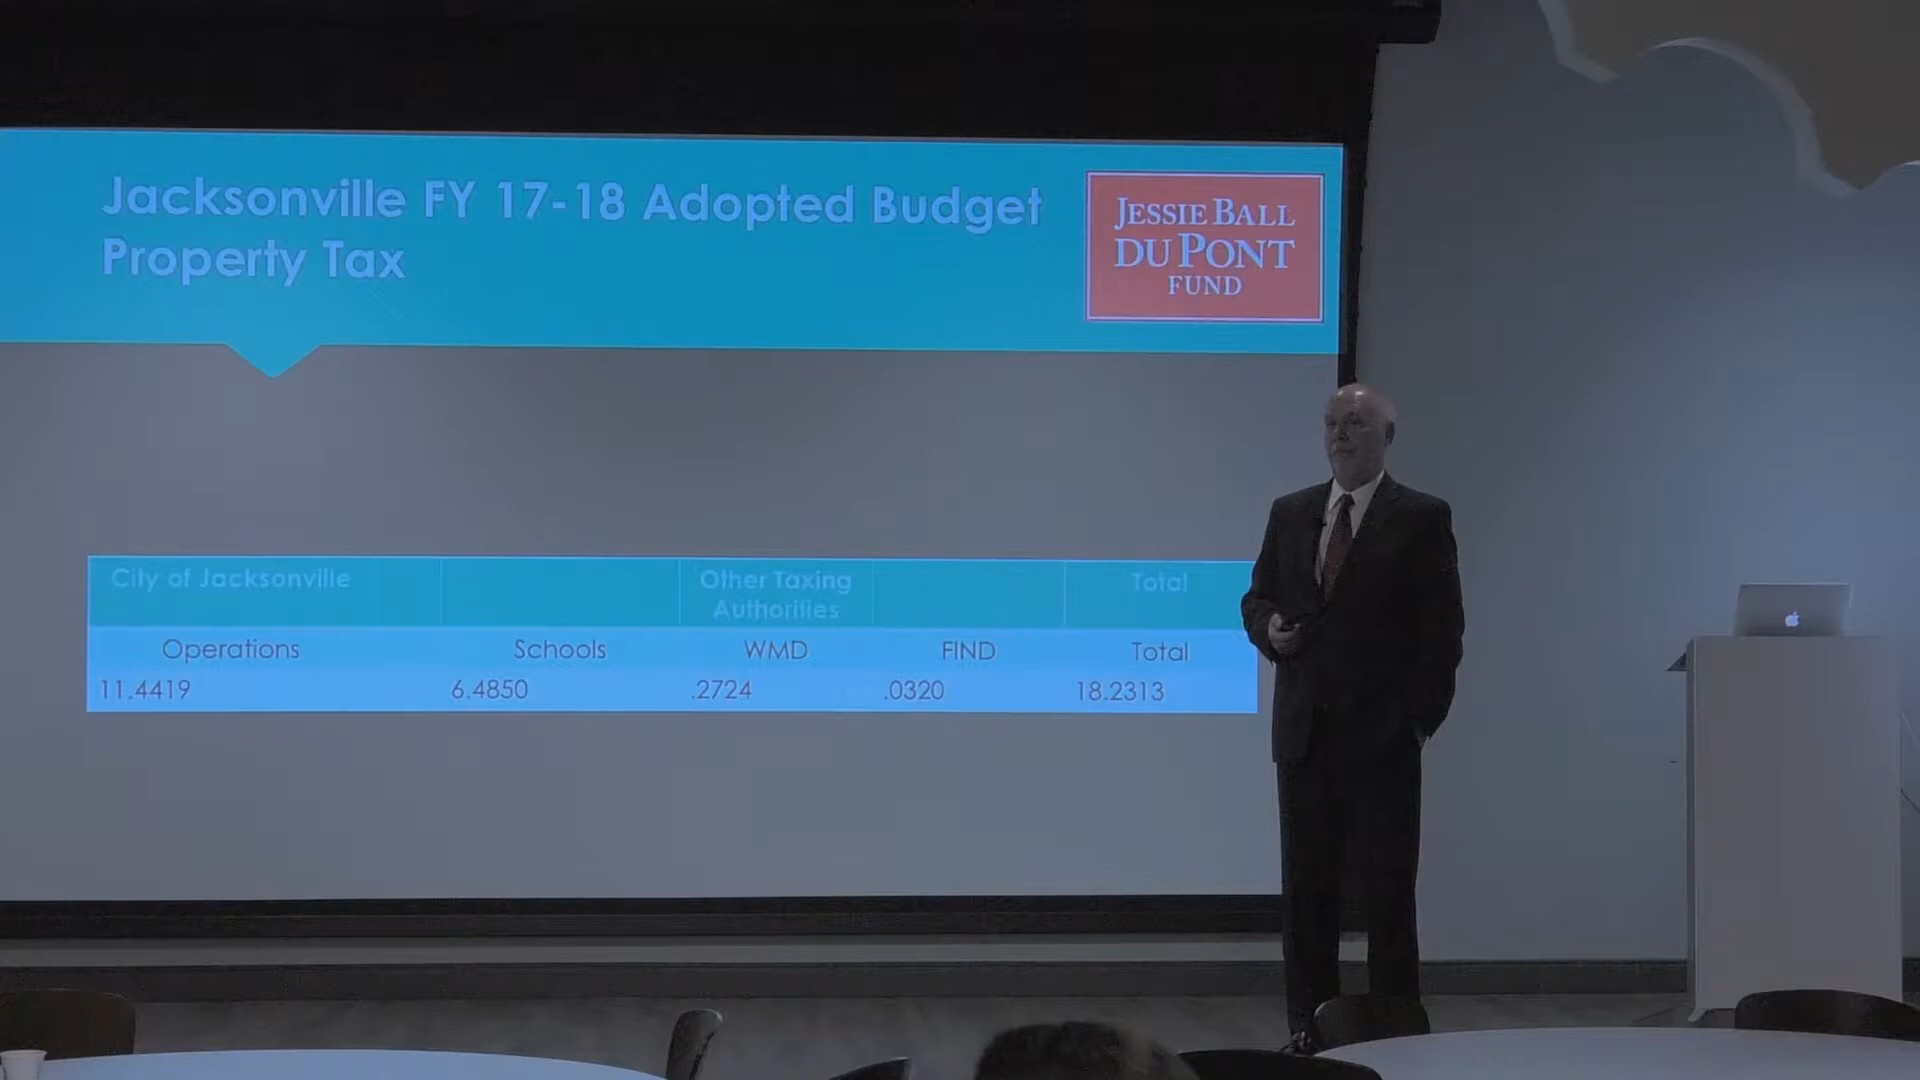 Jacksonville FY 17-18 Adopted Budget
Property Tax
JESSIE BALL
DU PONT
FUND
City of Jacksonville
Other Taxing
Authorities
Total
Operations Schools WMD FIND Total
11.4419 6.4850 .2724 .0320 18.2313